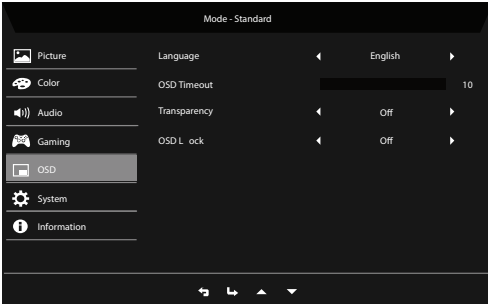 Mode - Standard
Picture
Language English
Color
OSD Timeout 10
Audio
Transparency Off
Gaming
OSD L ock Off
OSD
System
Information